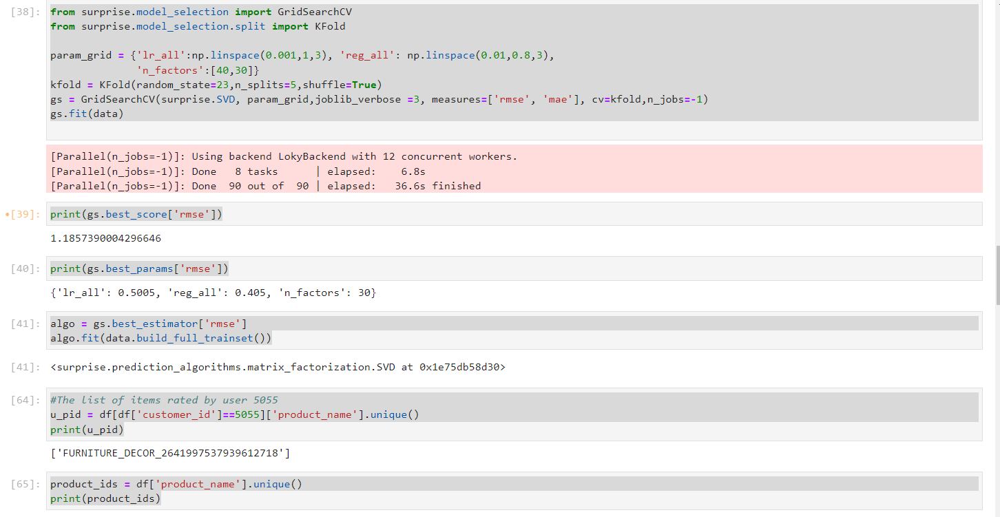 [38]: from surprise.model_selection import GridSearchCV
from surprise.model_selection.split import KFold
param_grid = {'lr_all':np.linspace(0.001,1,3), 'reg_all': np.linspace(0.01,0.8,3),
'n_factors':[40,30]}
kfold = KFold(random_state=23,n_splits=5,shuffle=True)
gs = GridSearchCV(surprise.SVD, param_grid,joblib_verbose =3, measures=['rmse', 'mae'], cv=kfold,n_jobs=-1)
gs.fit(data)
[Parallel(n_jobs=-1)]: Using backend LokyBackend with 12 concurrent workers.
[Parallel(n_jobs=-1)]: Done   8 tasks      | elapsed:    6.8s
[Parallel(n_jobs=-1)]: Done  90 out of  90 | elapsed:   36.6s finished
•[39]: print(gs.best_score['rmse'])
1.1857390004296646
[40]: print(gs.best_params['rmse'])
{'lr_all': 0.5005, 'reg_all': 0.405, 'n_factors': 30}
[41]: algo = gs.best_estimator['rmse']
algo.fit(data.build_full_trainset())
[41]: <surprise.prediction_algorithms.matrix_factorization.SVD at 0x1e75db58d30>
[64]: #The list of items rated by user 5055
u_pid = df[df['customer_id']==5055]['product_name'].unique()
print(u_pid)
['FURNITURE_DECOR_2641997537939612718']
[65]: product_ids = df['product_name'].unique()
print(product_ids)